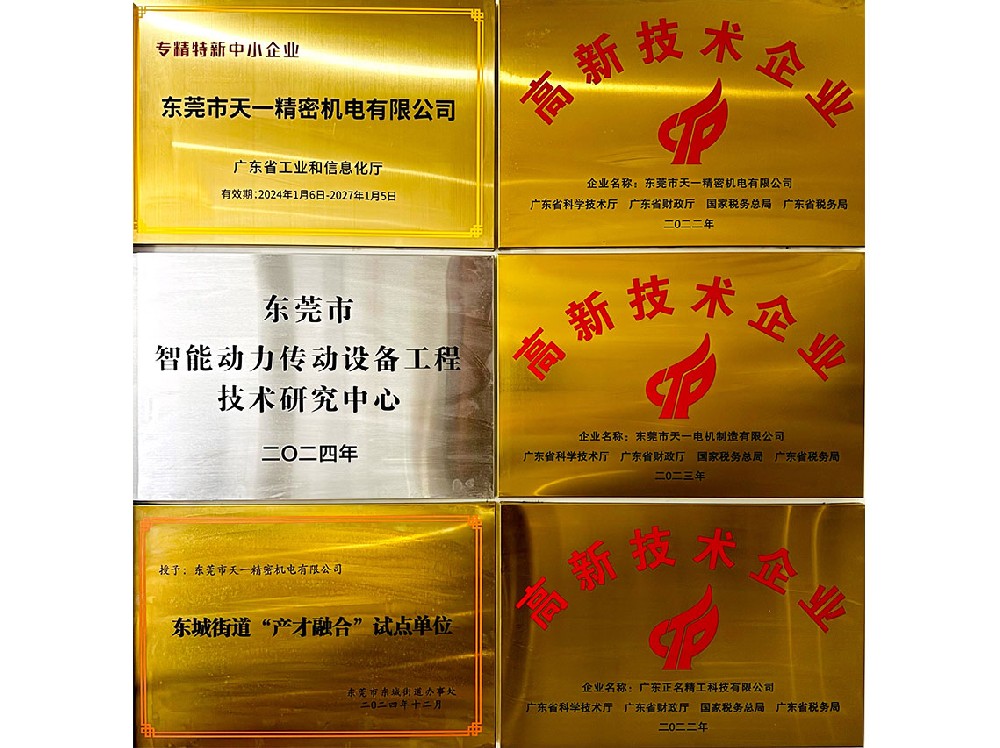 专精特新中小企业
东莞市天一精密机电有限公司
广东省工业和信息化厅
有效期:2024年1月6日-2027年1月5日
高新技术企业
企业名称：东莞市天一精密机电有限公司
广东省科学技术厅 广东省财政厅 国家税务总局 广东省税务局
二〇二二年
东莞市
智能动力传动设备工程
技术研究中心
二〇二四年
高新技术企业
企业名称：东莞市天一电机制造有限公司
广东省科学技术厅 广东省财政厅 国家税务总局 广东省税务局
二〇二三年
授予：东莞市天一精密机电有限公司
东城街道“产才融合”试点单位
东莞市东城街道办事处
二〇二四年十二月
高新技术企业
企业名称：广东正名精工科技有限公司
广东省科学技术厅 广东省财政厅 国家税务总局 广东省税务局
二〇二二年